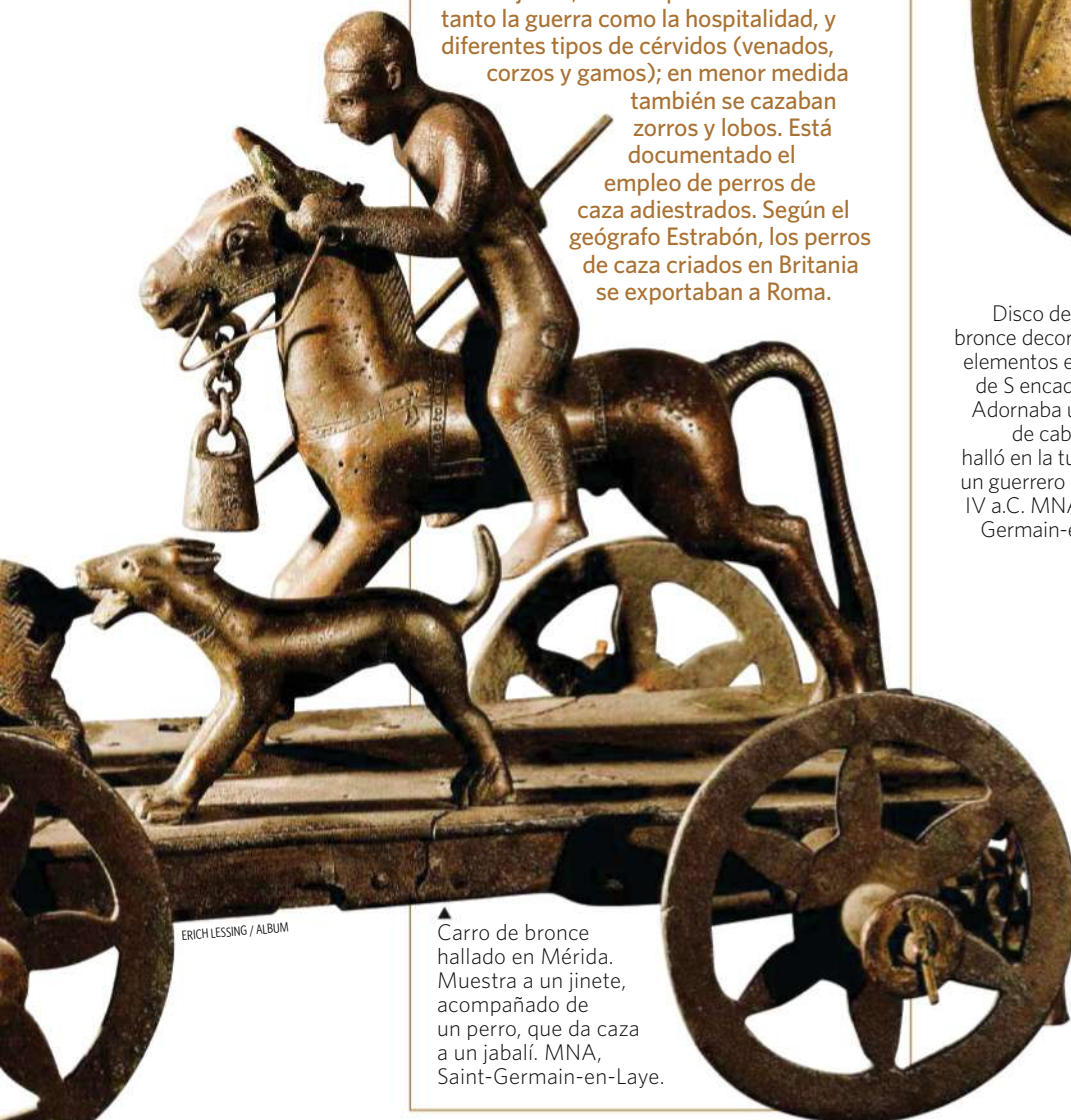 tanto la guerra como la hospitalidad, y
diferentes tipos de cérvidos (venados,
corzos y gamos); en menor medida
también se cazaban
zorros y lobos. Está
documentado el
empleo de perros de
caza adiestrados. Según el
geógrafo Estrabón, los perros
de caza criados en Britania
se exportaban a Roma.
Disco de
bronce decor
elementos e
de S encad
Adornaba u
de cab
halló en la tu
un guerrero
IV a.C. MNA
Germain-e
ERICH LESSING / ALBUM
Carro de bronce
hallado en Mérida.
Muestra a un jinete,
acompañado de
un perro, que da caza
a un jabalí. MNA,
Saint-Germain-en-Laye.